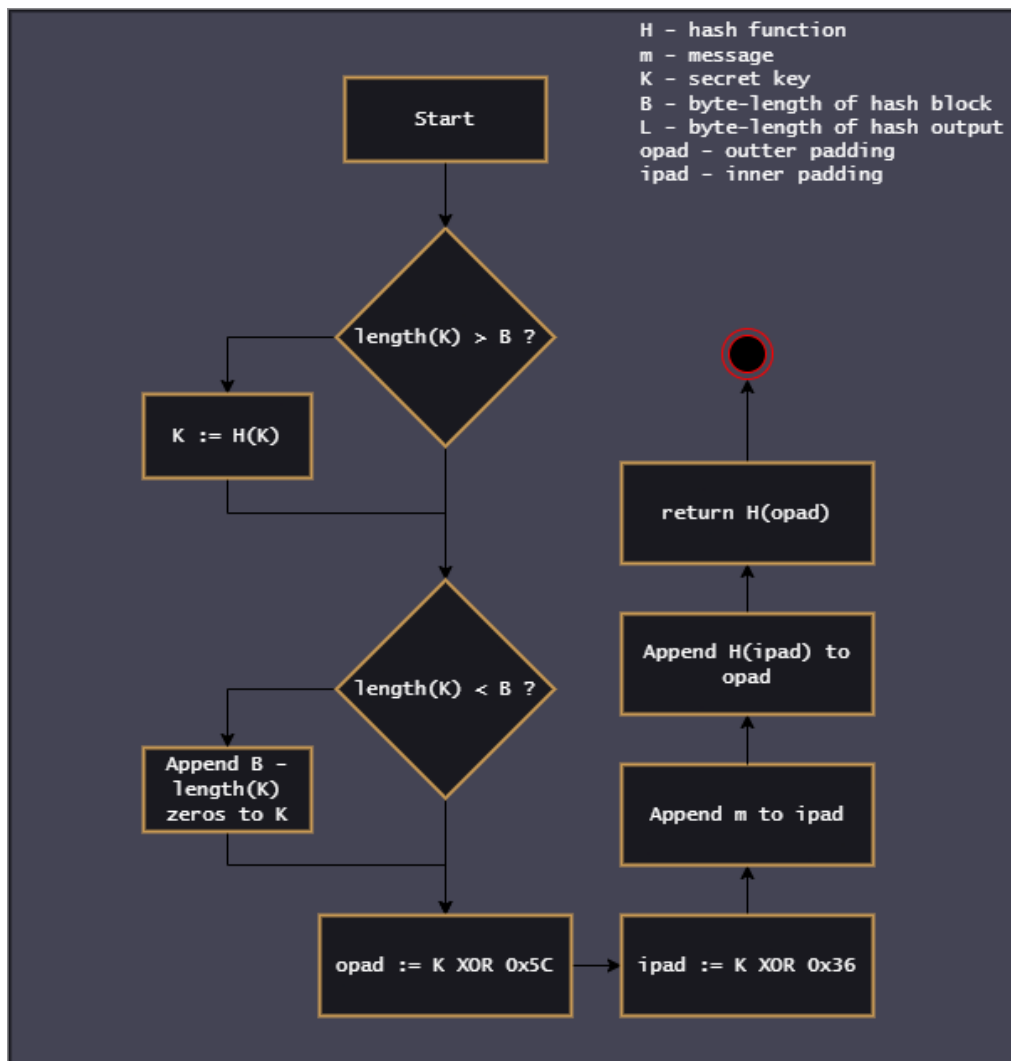 H - hash function
m - message
K - secret key
B - byte-length of hash block
L - byte-length of hash output
opad - outter padding
ipad - inner padding
Start
length(K) > B ?
K := H(K)
length(K) < B ?
Append B -
length(K)
zeros to K
opad := K XOR 0x5C
ipad := K XOR 0x36
Append m to ipad
Append H(ipad) to
opad
return H(opad)